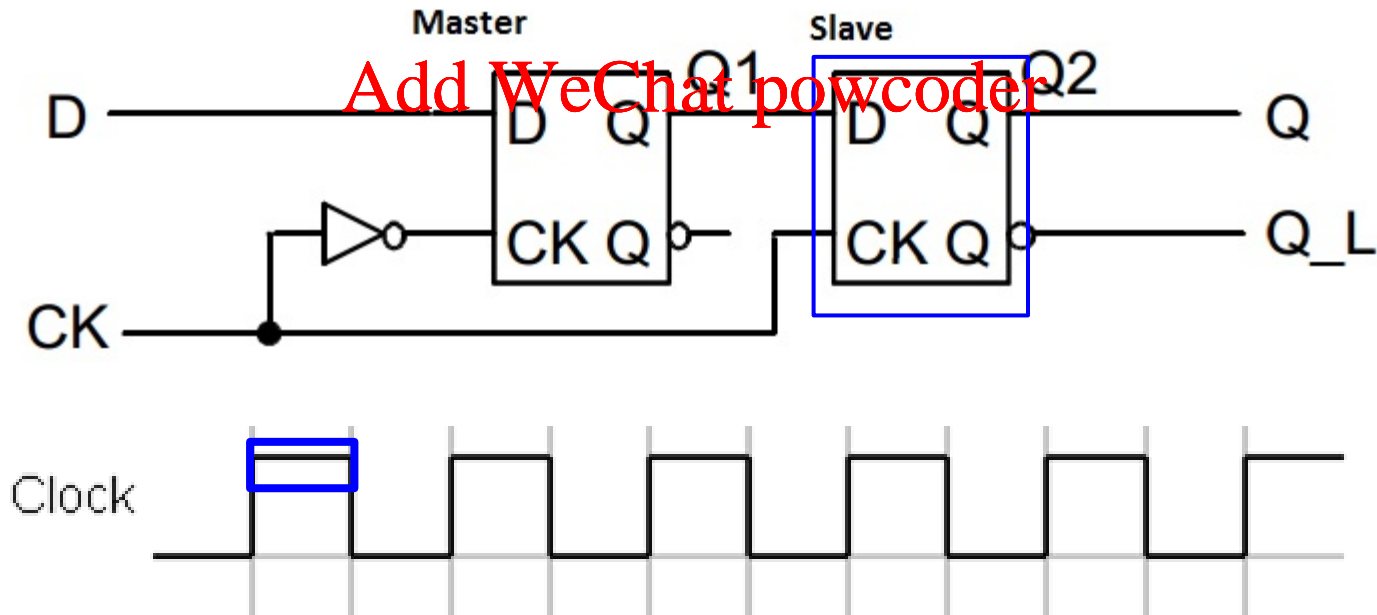 Master
Slave
Q1
Q2
Add WeChat powcoder
D
D Q
D Q
Q
CK Q
CK Q
Q_L
CK
Clock